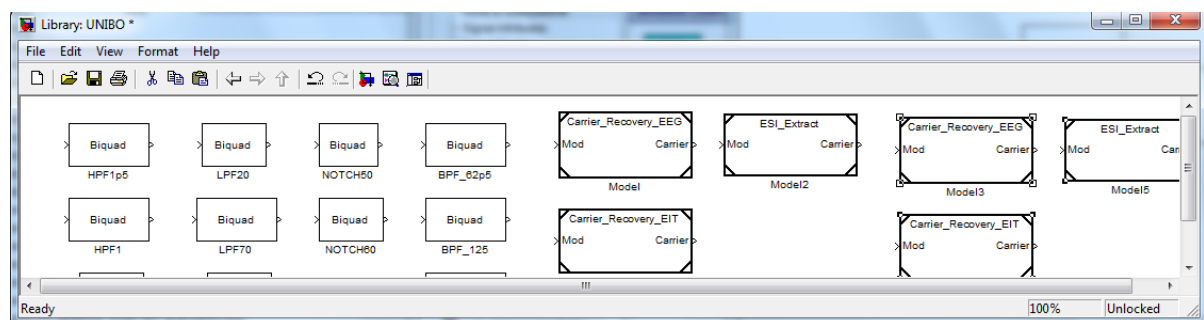 Library: UNIBO *
File Edit View Format Help
Carrier_Recovery_EEG ESI_Extract Carrier_Recovery_EEG ESI_Extract
Biquad Biquad Biquad Biquad Mod Carrier Mod Carrier Mod Carrier Mod Carr
HPF1p5 LPF20 NOTCH50 BPF_62p5 Model Model2 Model3 Model5
Biquad Biquad Biquad Biquad Carrier_Recovery_EIT Carrier_Recovery_EIT
Mod Carrier Mod Carrier
HPF1 LPF70 NOTCH60 BPF_125
Ready 100% Unlocked